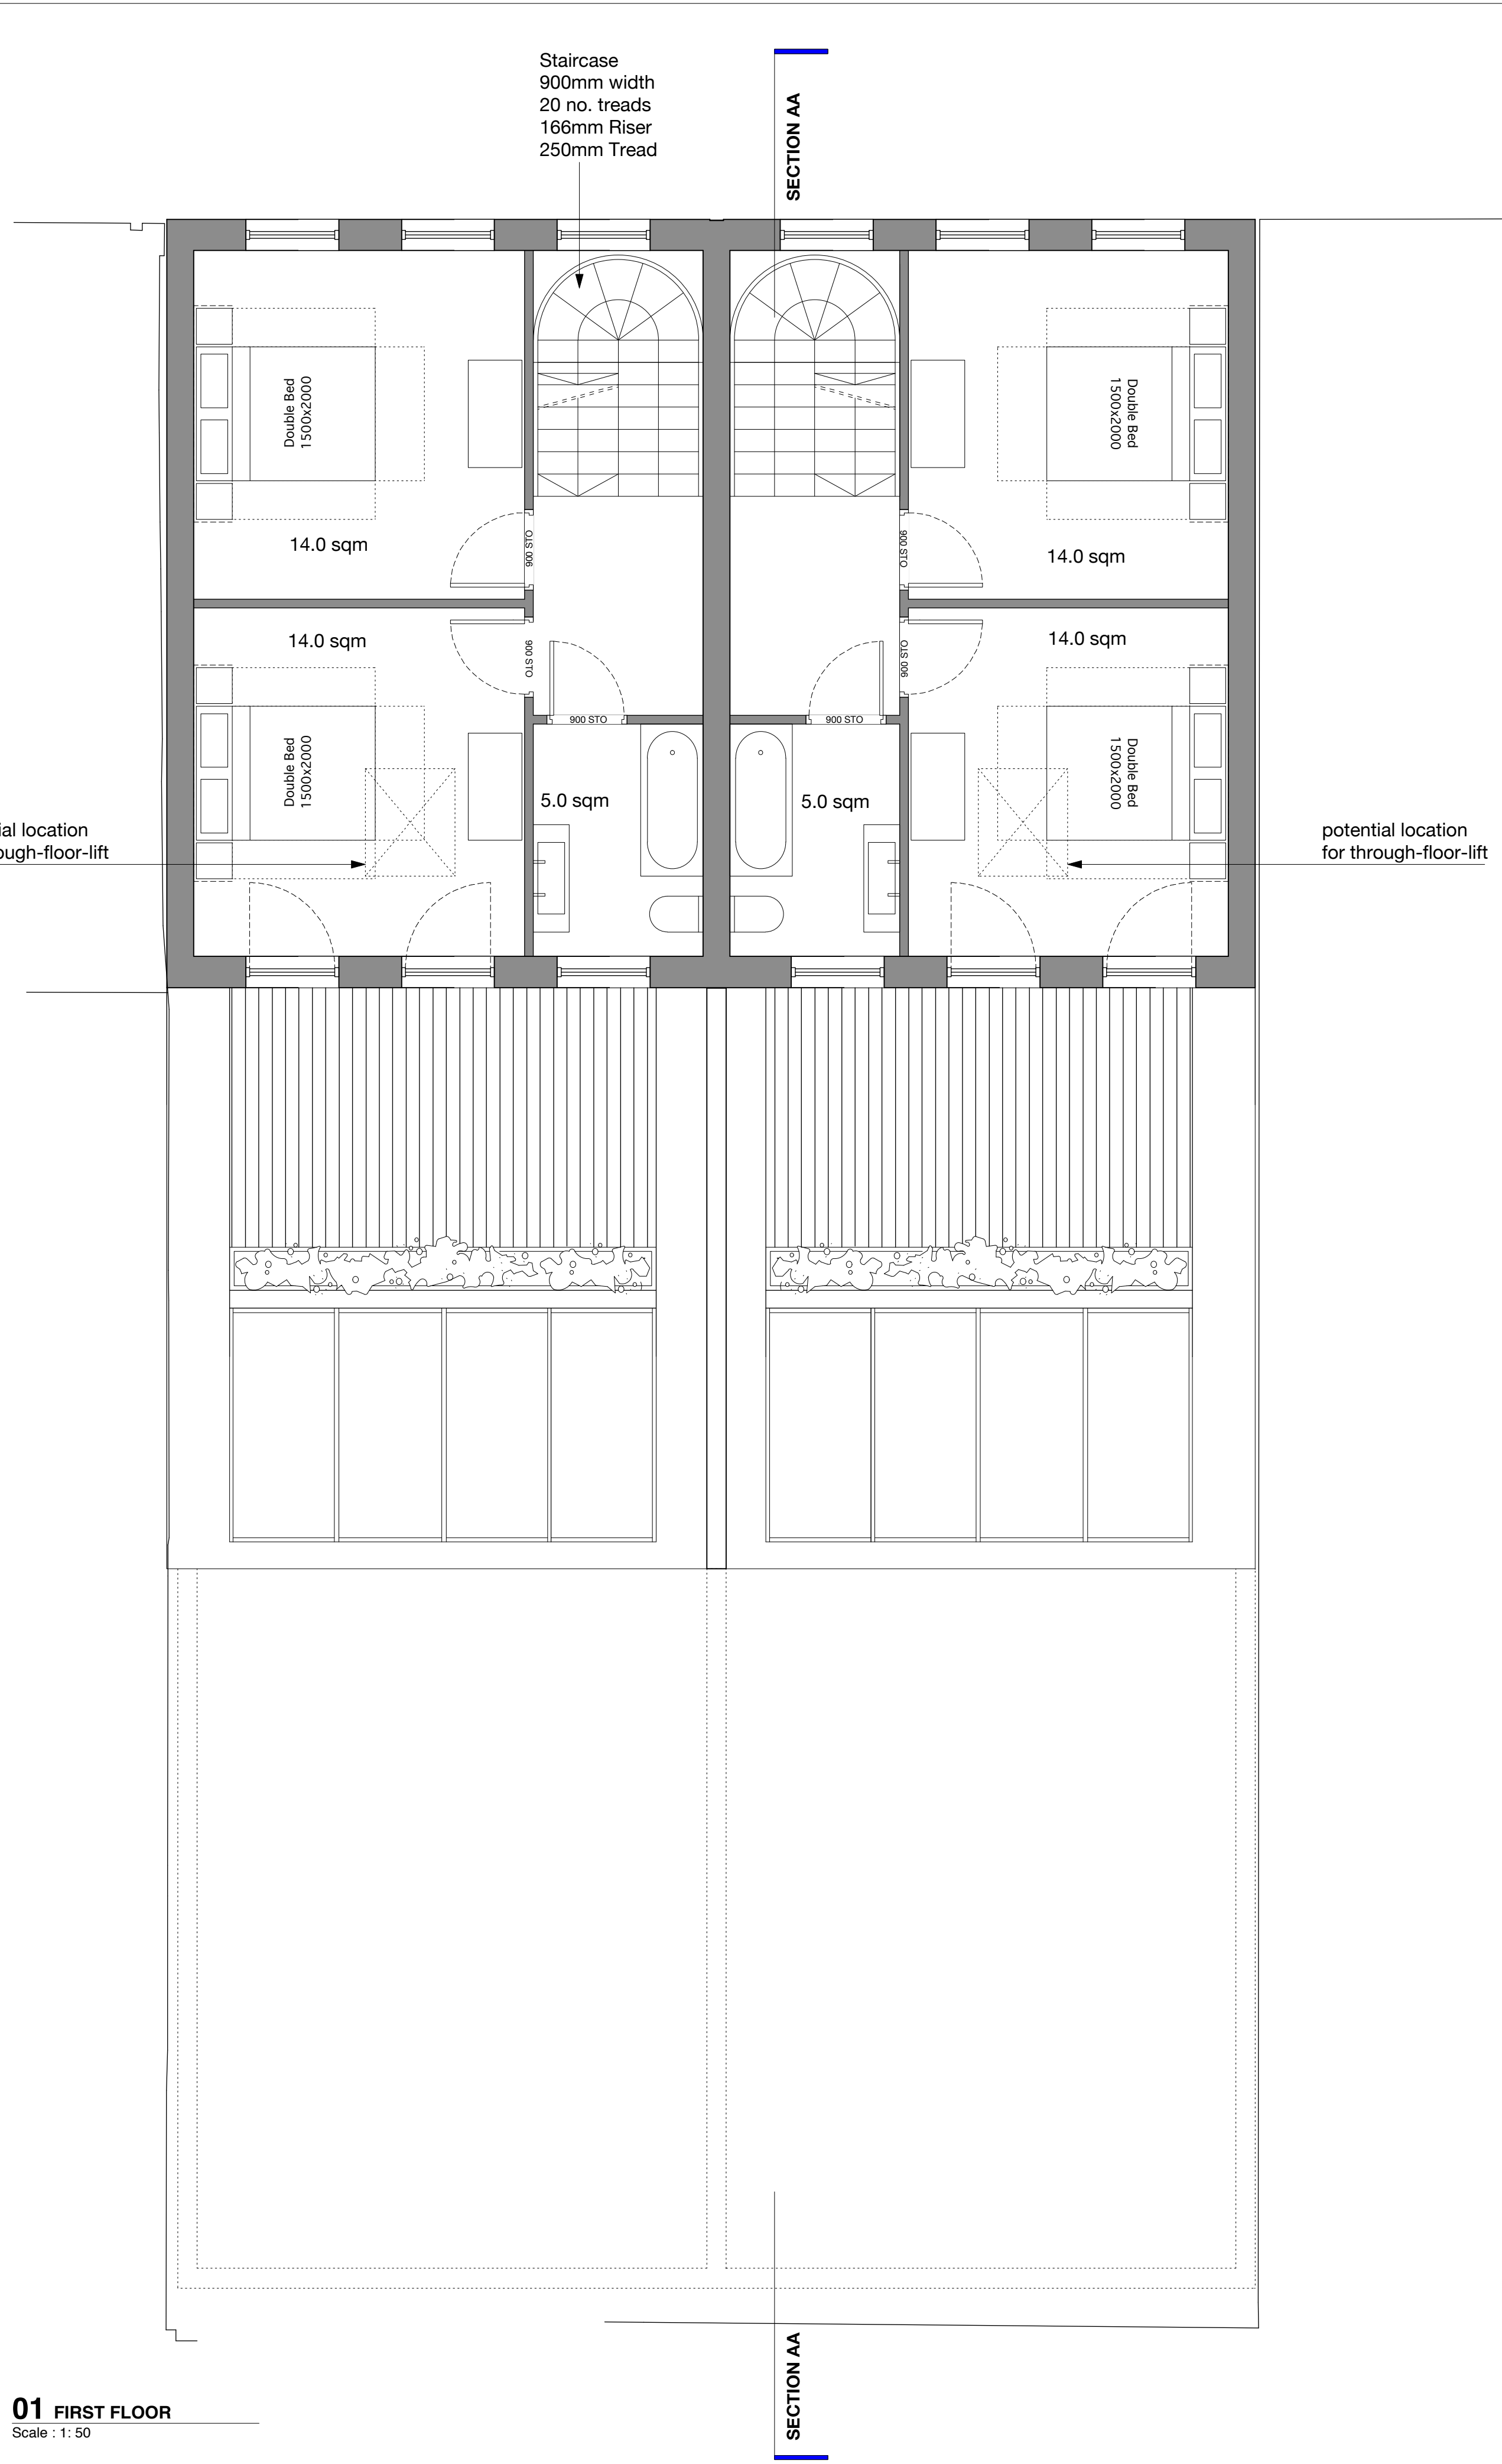 Staircase
900mm width
20 no. treads
166mm Riser
250mm Tread
SECTION AA
Double Bed
1500x2000
Double Bed
1500x2000
900 STO
900 STO
14.0 sqm
14.0 sqm
14.0 sqm
14.0 sqm
900 STO
900 STO
900 STO
900 STO
Double Bed
1500x2000
Double Bed
1500x2000
5.0 sqm
5.0 sqm
location
floor-lift
potential location
for through-floor-lift
SECTION AA
01 FIRST FLOOR
Scale : 1: 50